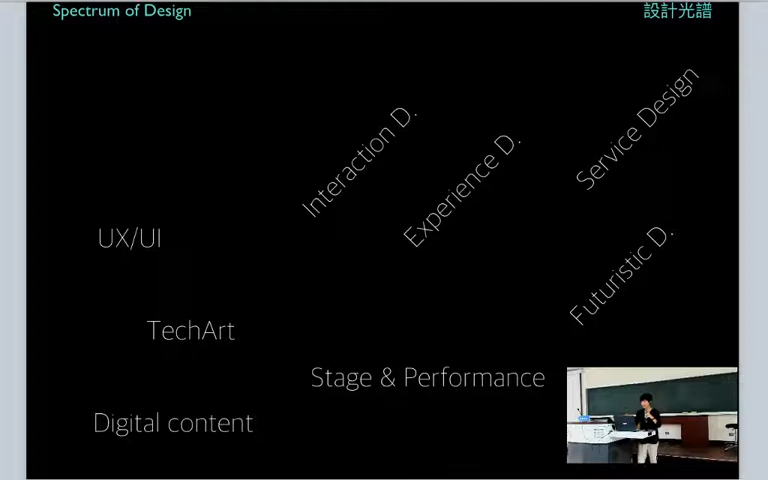 Spectrum of Design
設計光譜
Interaction D.
Experience D.
Service Design
UX/UI
Futuristic D.
TechArt
Stage & Performance
Digital content